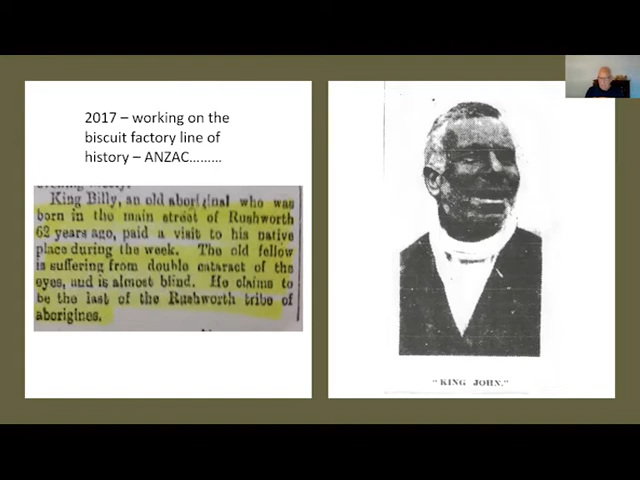 2017 – working on the
biscuit factory line of
history – ANZAC………
King Billy, an old aboriginal who was
born in the main street of Rushworth
62 years ago, paid a visit to his native
place during the week. The old fellow
is suffering from double cataract of the
eyes, and is almost blind. He claims to
be the last of the Rushworth tribe of
aborigines.
"KING JOHN."